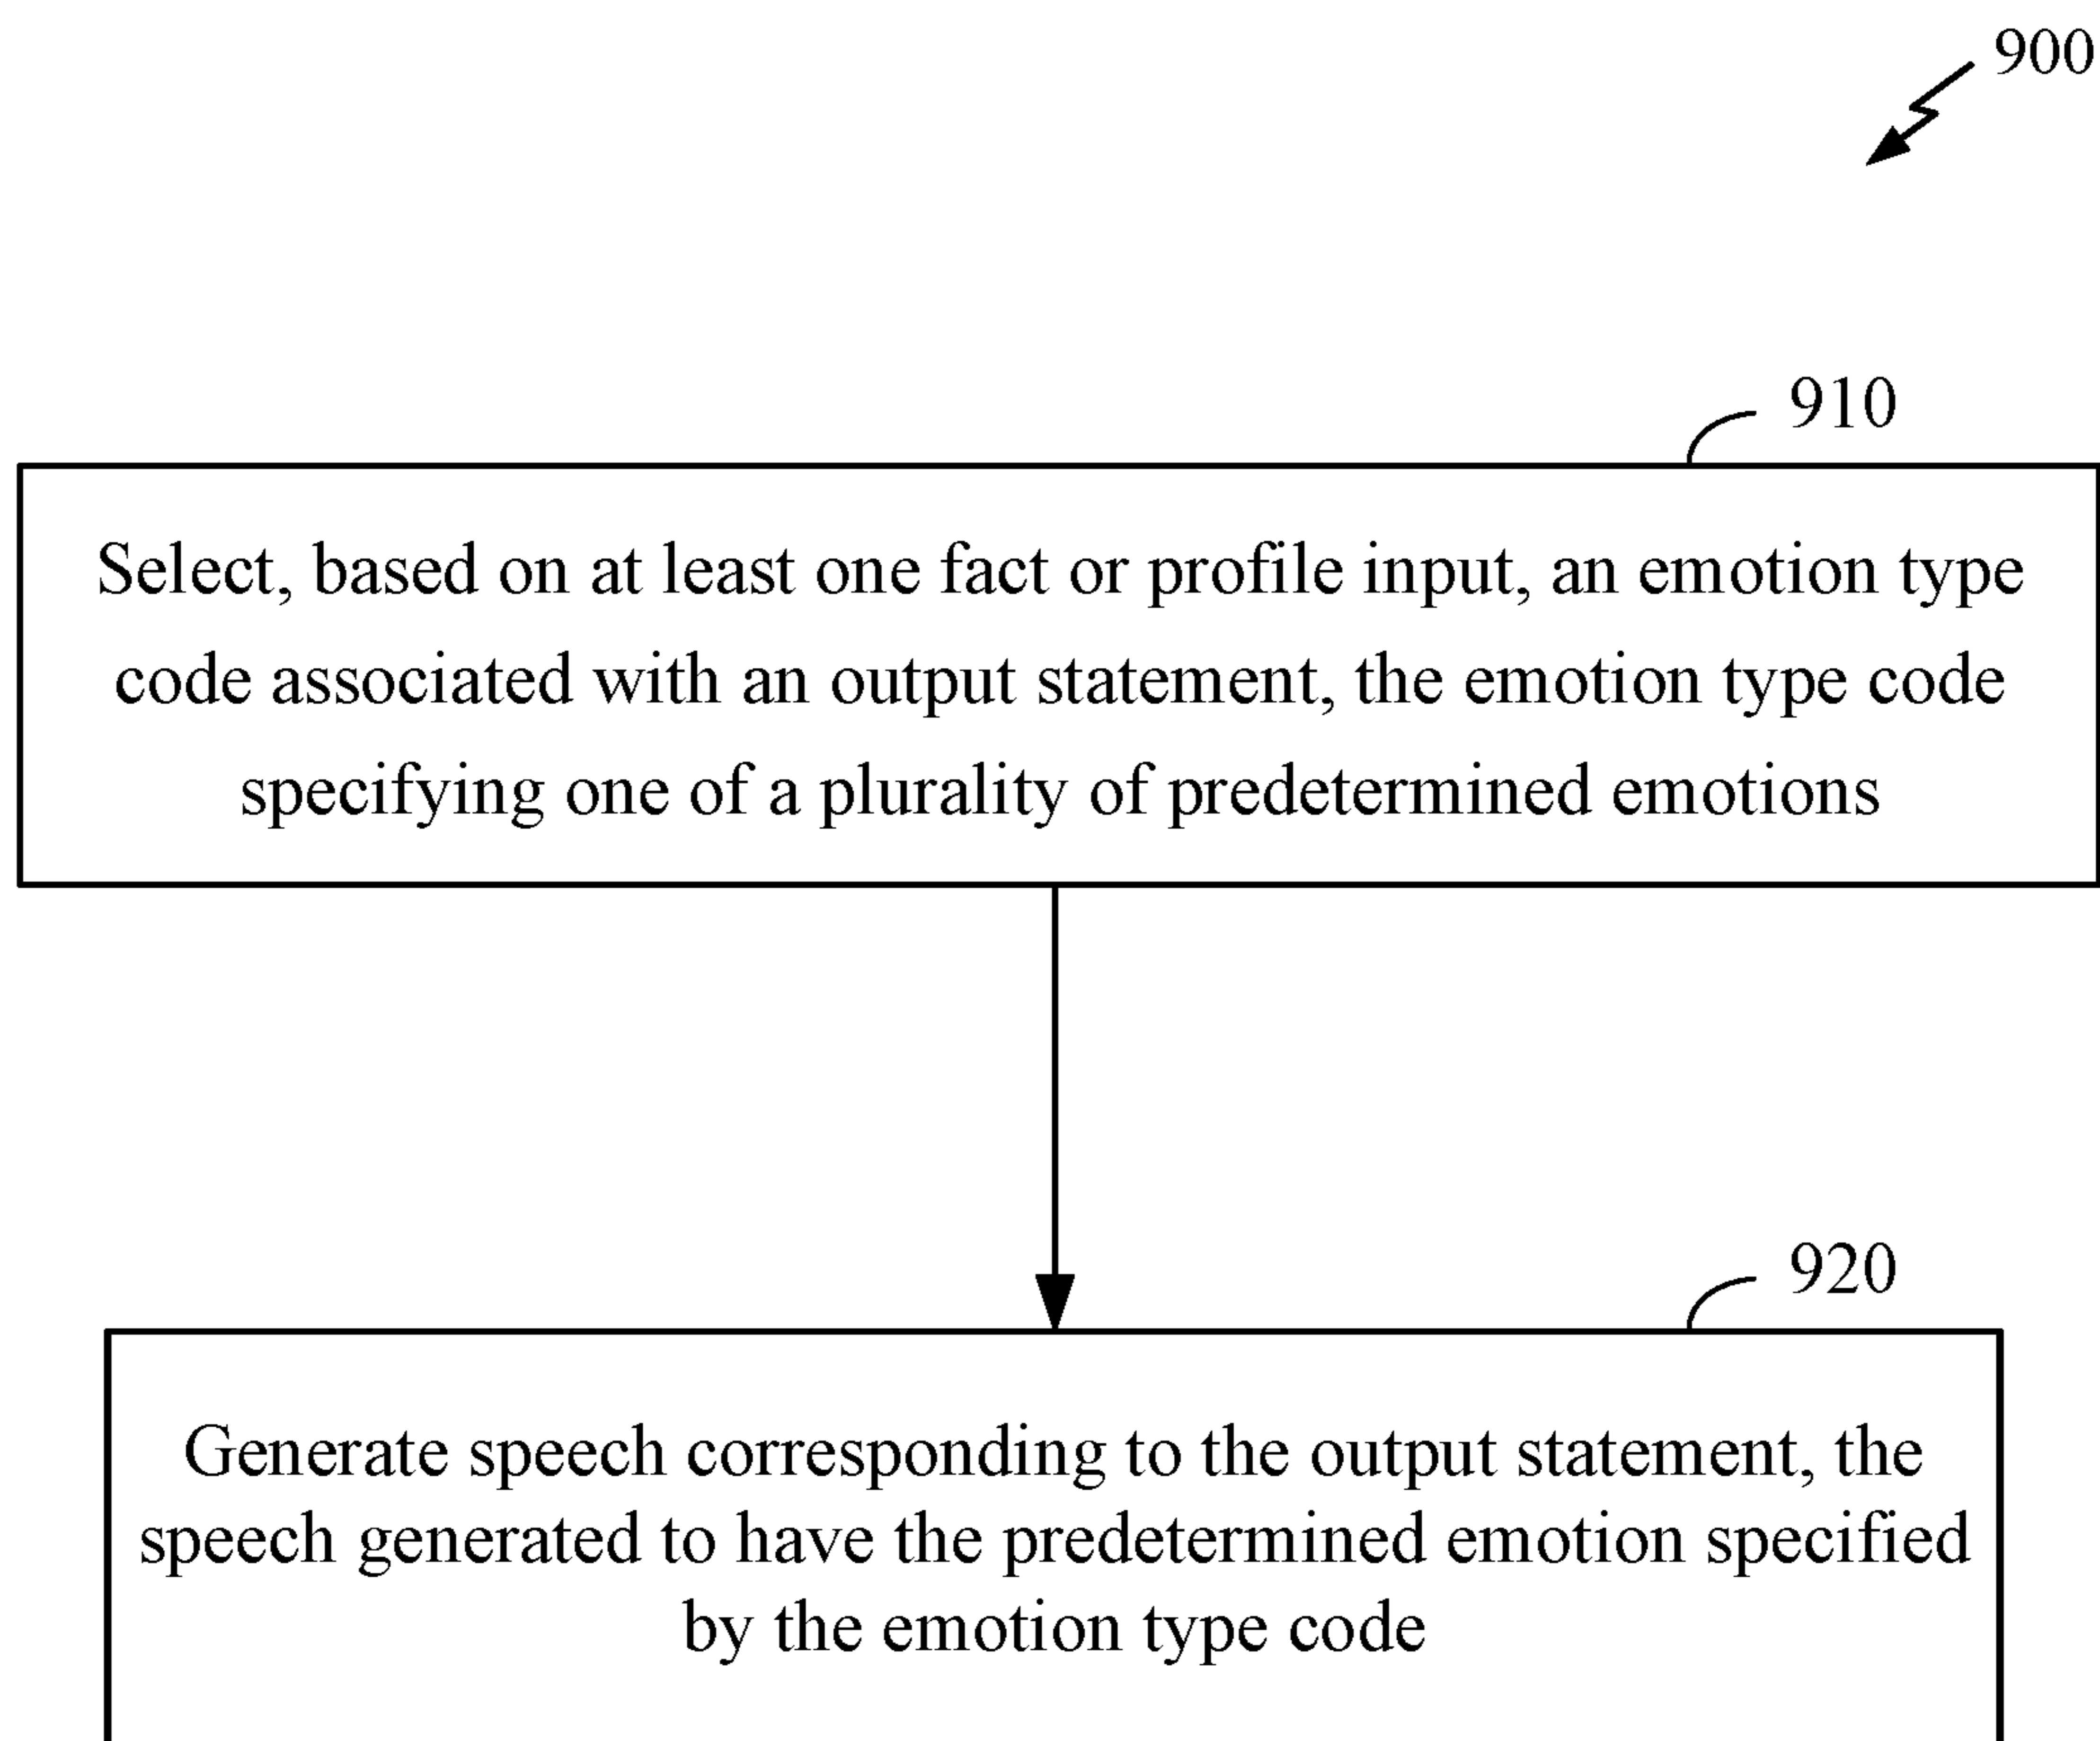 900
910
Select, based on at least one fact or profile input, an emotion type
code associated with an output statement, the emotion type code
specifying one of a plurality of predetermined emotions
920
Generate speech corresponding to the output statement, the
speech generated to have the predetermined emotion specified
by the emotion type code